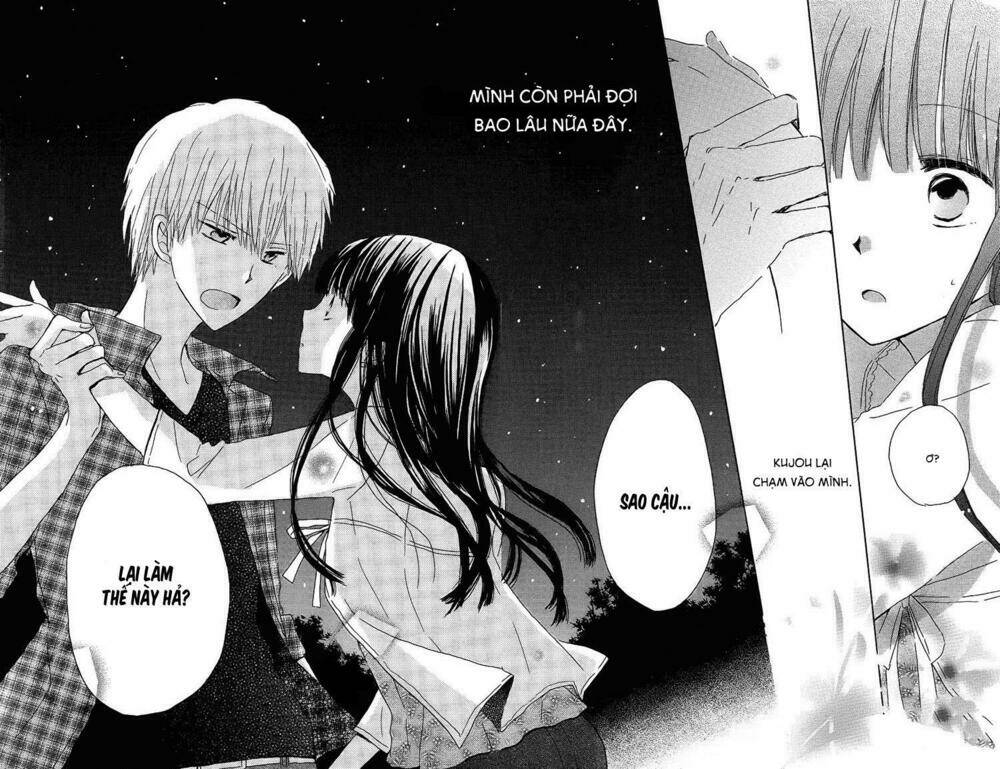 Ơ?
KUJOU LẠI
CHẠM VÀO MÌNH.
MÌNH CÒN PHẢI ĐỢI
BAO LÂU NỮA ĐÂY.
SAO CẬU...
LẠI LÀM
THẾ NÀY HẢ?